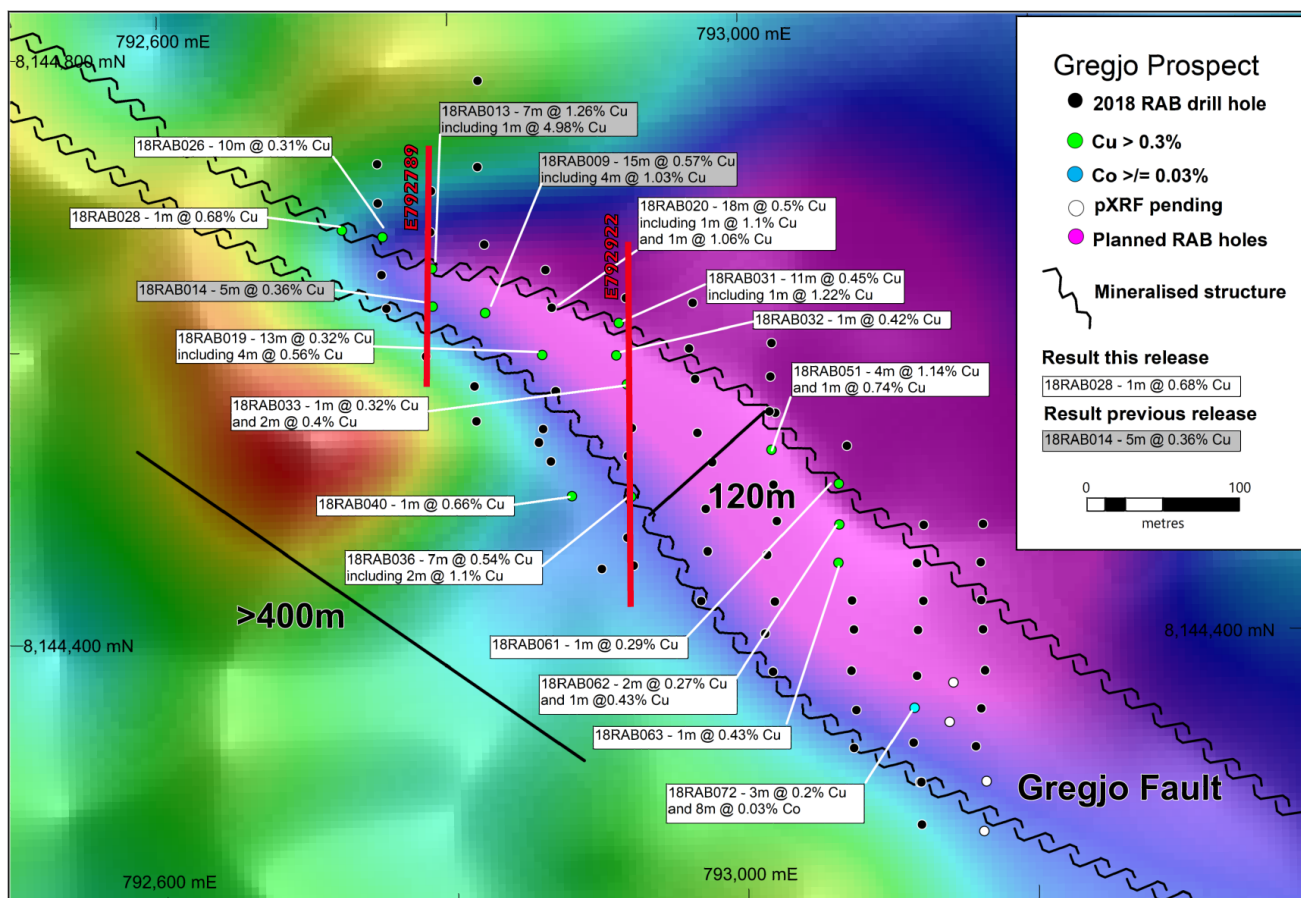 792,600 mE
793,000 mE
8,144,800 mN
18RAB013 - 7m @ 1.26% Cu
including 1m @ 4.98% Cu
18RAB026 - 10m @ 0.31% Cu
18RAB009 - 15m @ 0.57% Cu
including 4m @ 1.03% Cu
E792789
18RAB028 - 1m @ 0.68% Cu
18RAB020 - 18m @ 0.5% Cu
including 1m @ 1.1% Cu
and 1m @ 1.06% Cu
E792922
18RAB031 - 11m @ 0.45% Cu
including 1m @ 1.22% Cu
18RAB014 - 5m @ 0.36% Cu
18RAB032 - 1m @ 0.42% Cu
18RAB019 - 13m @ 0.32% Cu
including 4m @ 0.56% Cu
18RAB051 - 4m @ 1.14% Cu
and 1m @ 0.74% Cu
18RAB033 - 1m @ 0.32% Cu
and 2m @ 0.4% Cu
18RAB040 - 1m @ 0.66% Cu
120m
18RAB036 - 7m @ 0.54% Cu
including 2m @ 1.1% Cu
>400m
18RAB061 - 1m @ 0.29% Cu
8,144,400 mN
8,144,400 mN
18RAB062 - 2m @ 0.27% Cu
and 1m @0.43% Cu
18RAB063 - 1m @ 0.43% Cu
18RAB072 - 3m @ 0.2% Cu
and 8m @ 0.03% Co
Gregjo Fault
792,600 mE
793,000 mE
Gregjo Prospect
2018 RAB drill hole
Cu > 0.3%
Co >/= 0.03%
pXRF pending
Planned RAB holes
Mineralised structure
Result this release
18RAB028 - 1m @ 0.68% Cu
Result previous release
18RAB014 - 5m @ 0.36% Cu
0 100
metres